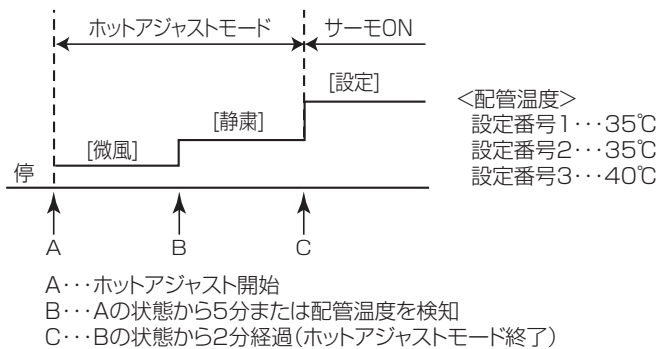 ホットアジャストモード
サーモON
[設定]
[静粛]
[微風]
停
A
B
C
<配管温度>
設定番号1・・・35℃
設定番号2・・・35℃
設定番号3・・・40℃
A・・・ホットアジャスト開始
B・・・Aの状態から5分または配管温度を検知
C・・・Bの状態から2分経過(ホットアジャストモード終了)